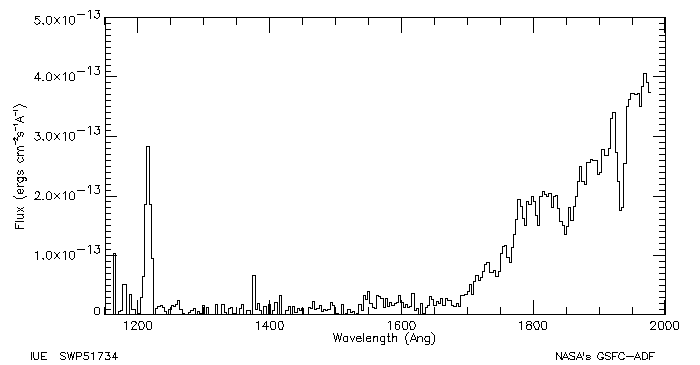 5.0×10⁻¹³
4.0×10⁻¹³
3.0×10⁻¹³
2.0×10⁻¹³
1.0×10⁻¹³
0
Flux (ergs cm⁻²s⁻¹A⁻¹)
1200 1400 1600 1800 2000
Wavelength (Ang)
IUE SWP51734 NASA's GSFC-ADF